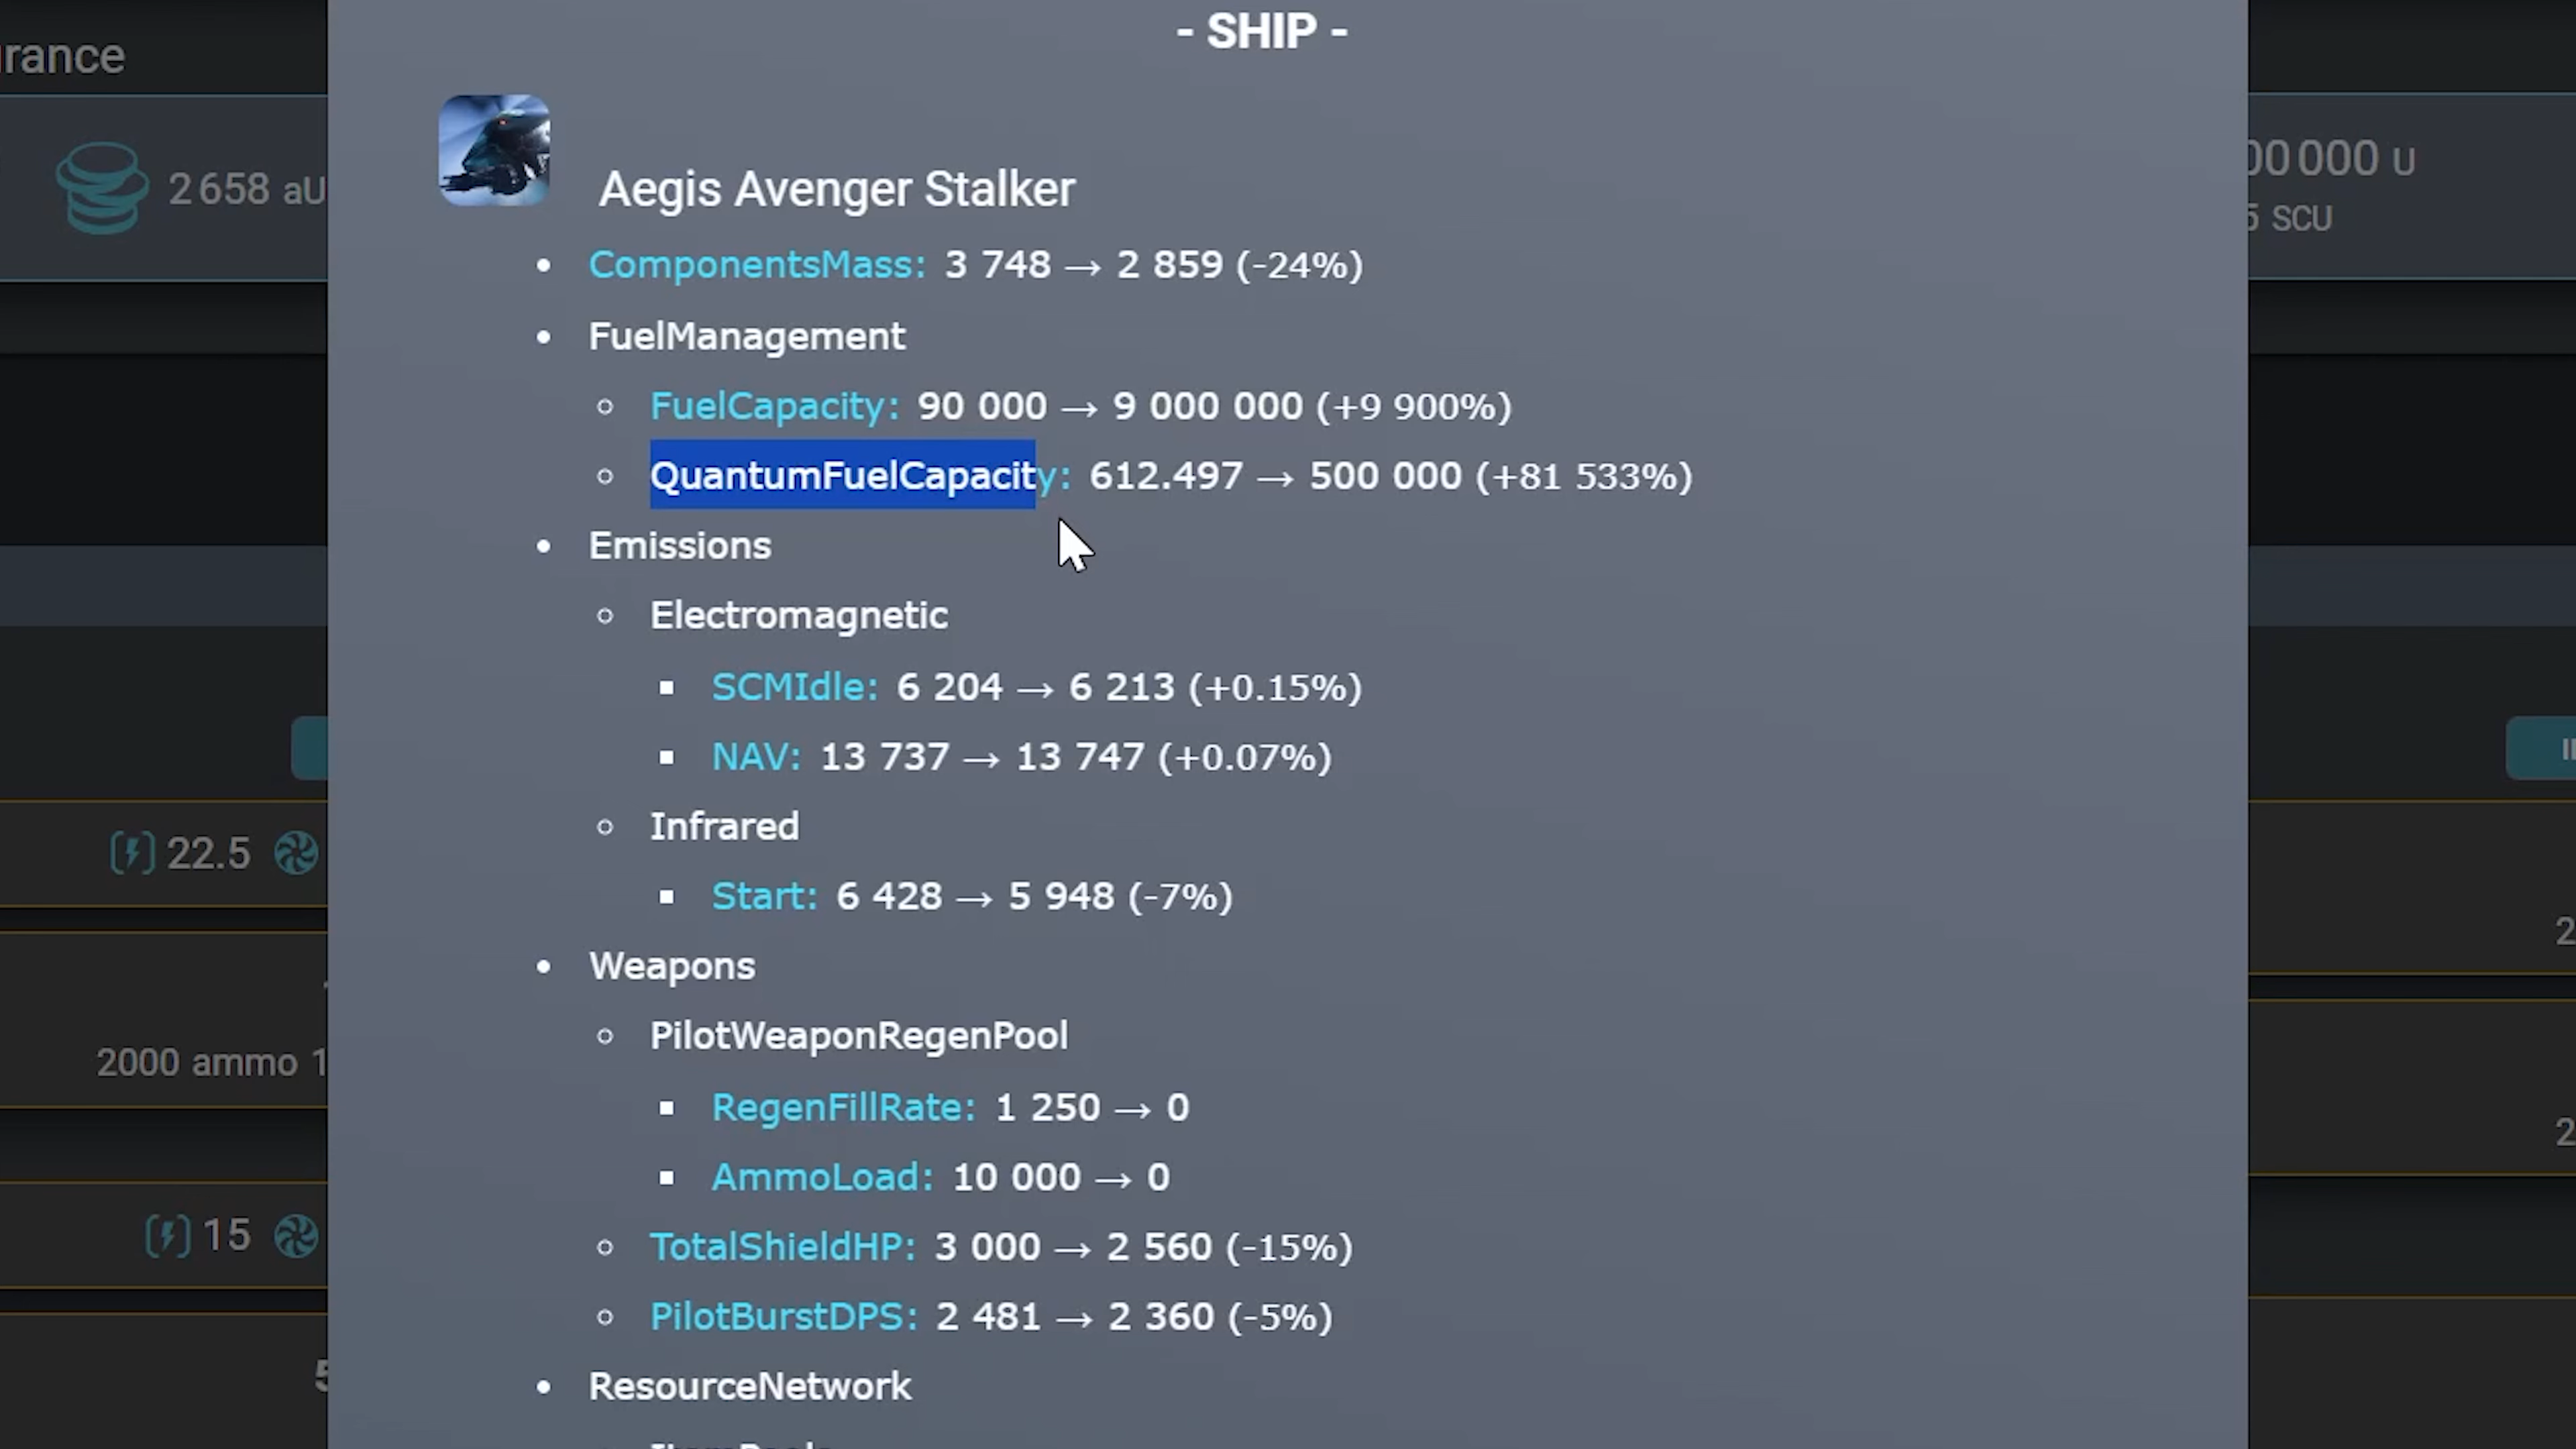 - SHIP -
rance
2 658 aU
00 000 U
5 SCU
Aegis Avenger Stalker
ComponentsMass: 3 748 → 2 859 (-24%)
FuelManagement
FuelCapacity: 90 000 → 9 000 000 (+9 900%)
QuantumFuelCapacity: 612.497 → 500 000 (+81 533%)
Emissions
Electromagnetic
SCMIdle: 6 204 → 6 213 (+0.15%)
NAV: 13 737 → 13 747 (+0.07%)
Infrared
22.5
Start: 6 428 → 5 948 (-7%)
2
Weapons
PilotWeaponRegenPool
2000 ammo 1
RegenFillRate: 1 250 → 0
2
AmmoLoad: 10 000 → 0
15
TotalShieldHP: 3 000 → 2 560 (-15%)
PilotBurstDPS: 2 481 → 2 360 (-5%)
5
ResourceNetwork